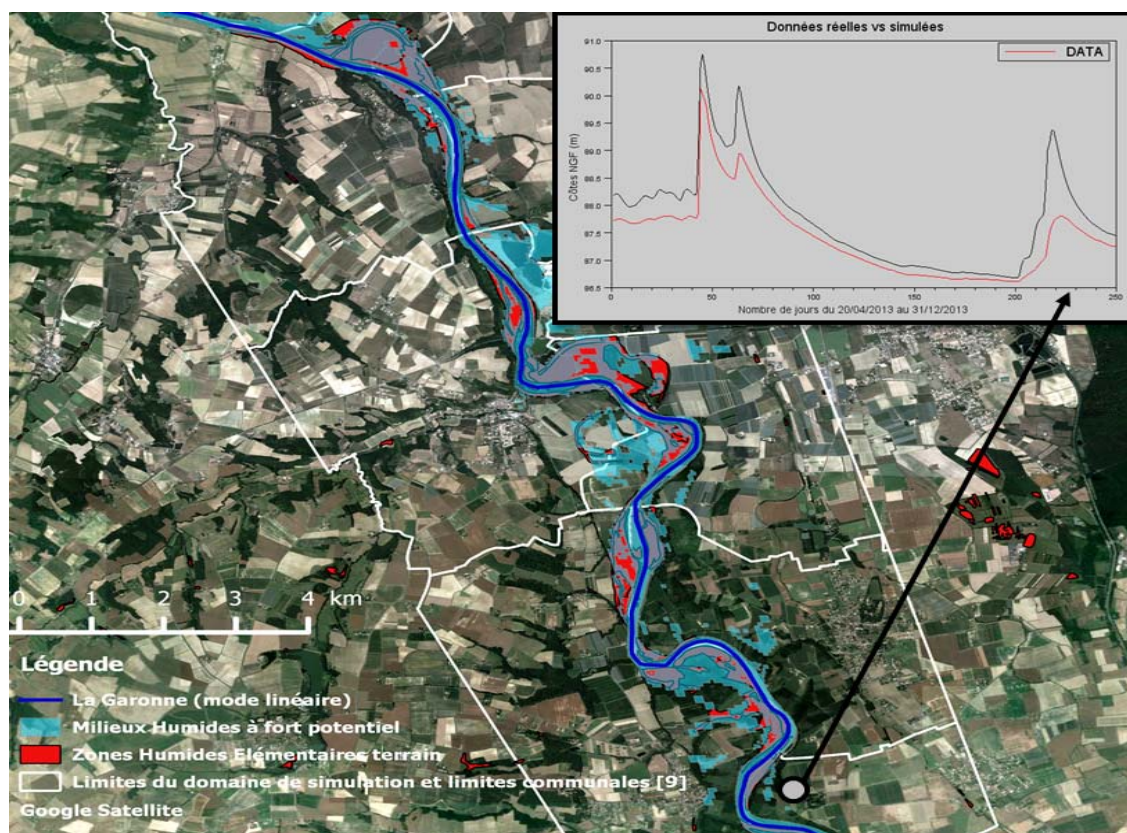 Données réelles vs simulées
91.0
90.5
90.0
89.5
89.0
88.5
88.0
87.5
87.0
86.5
Côtes NGF (m)
DATA
0 50 100 150 200 250
Nombre de jours du 20/04/2013 au 31/12/2013
0 1 2 3 4 km
Légende
La Garonne (mode linéaire)
Milieux Humides à fort potentiel
Zones Humides Elémentaires terrain
Limites du domaine de simulation et limites communales [9]
Google Satellite